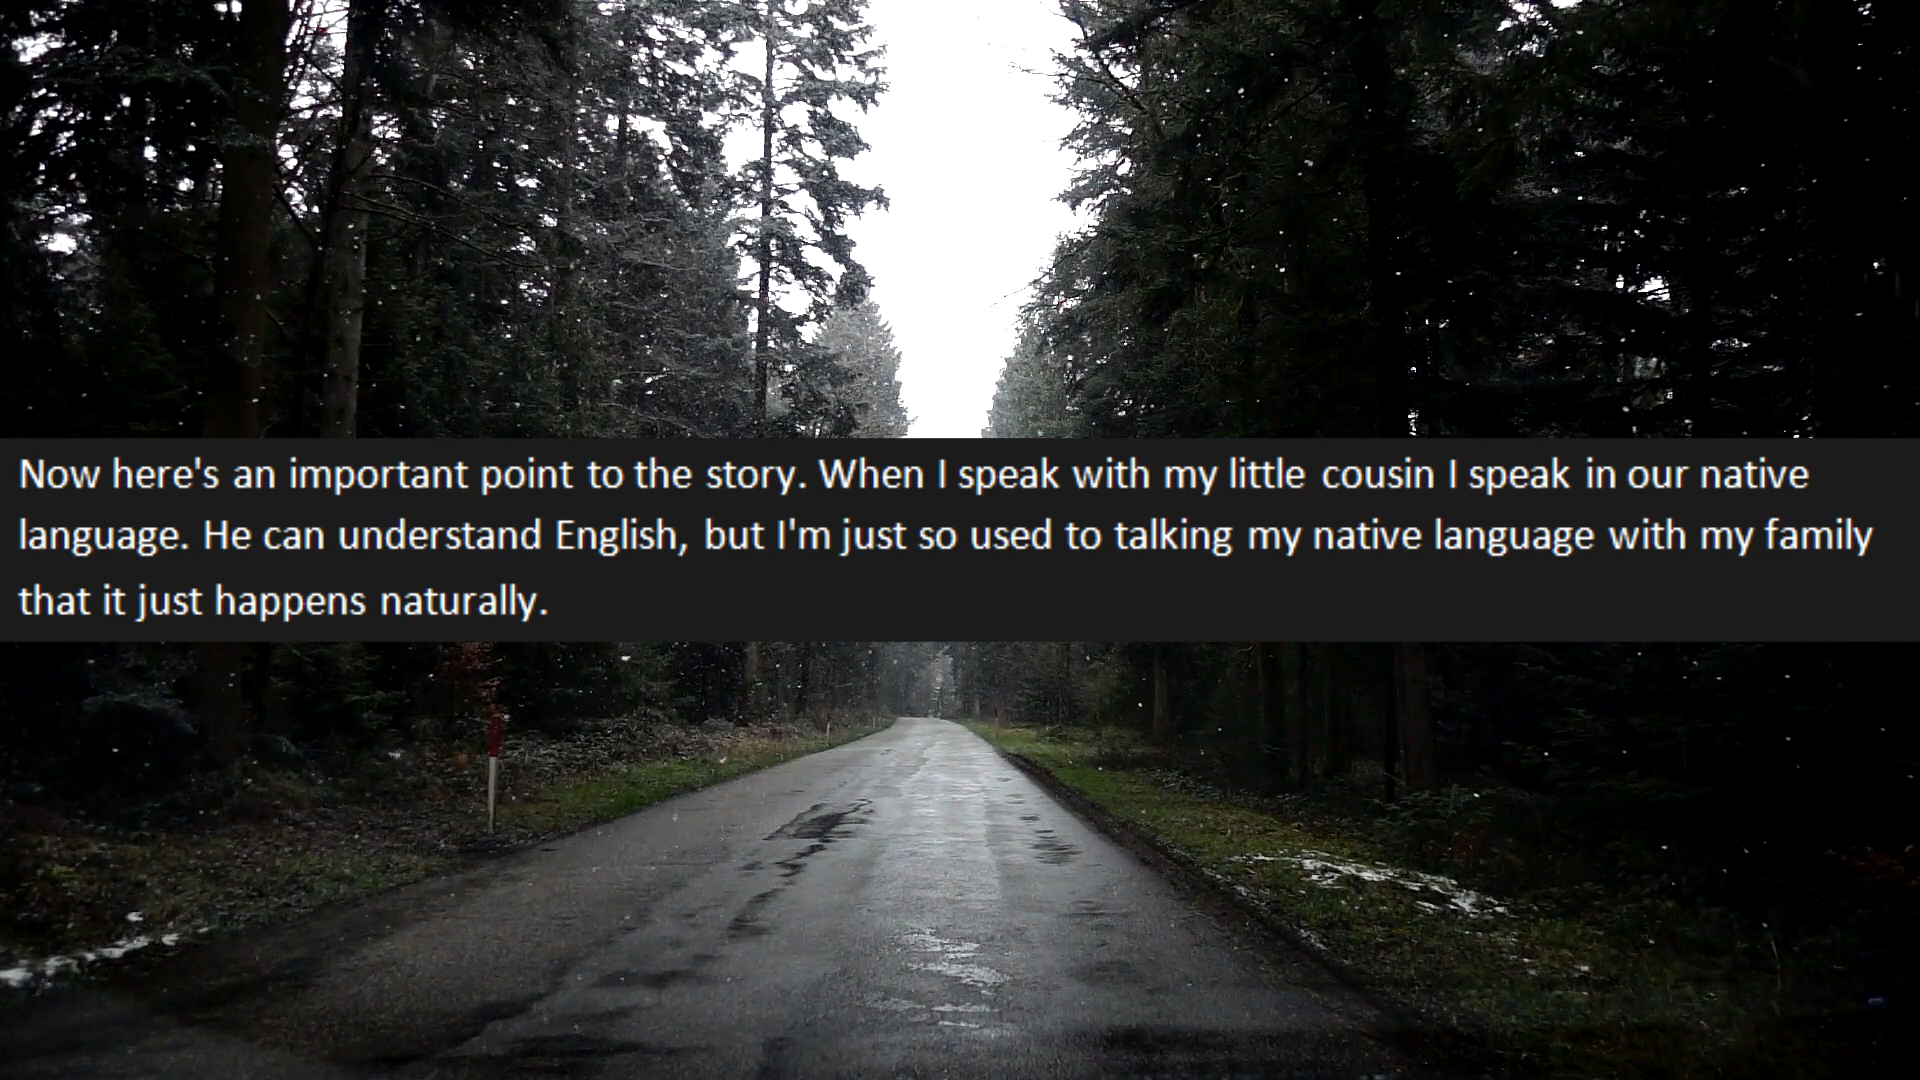 Now here's an important point to the story. When I speak with my little cousin I speak in our native
language. He can understand English, but I'm just so used to talking my native language with my family
that it just happens naturally.